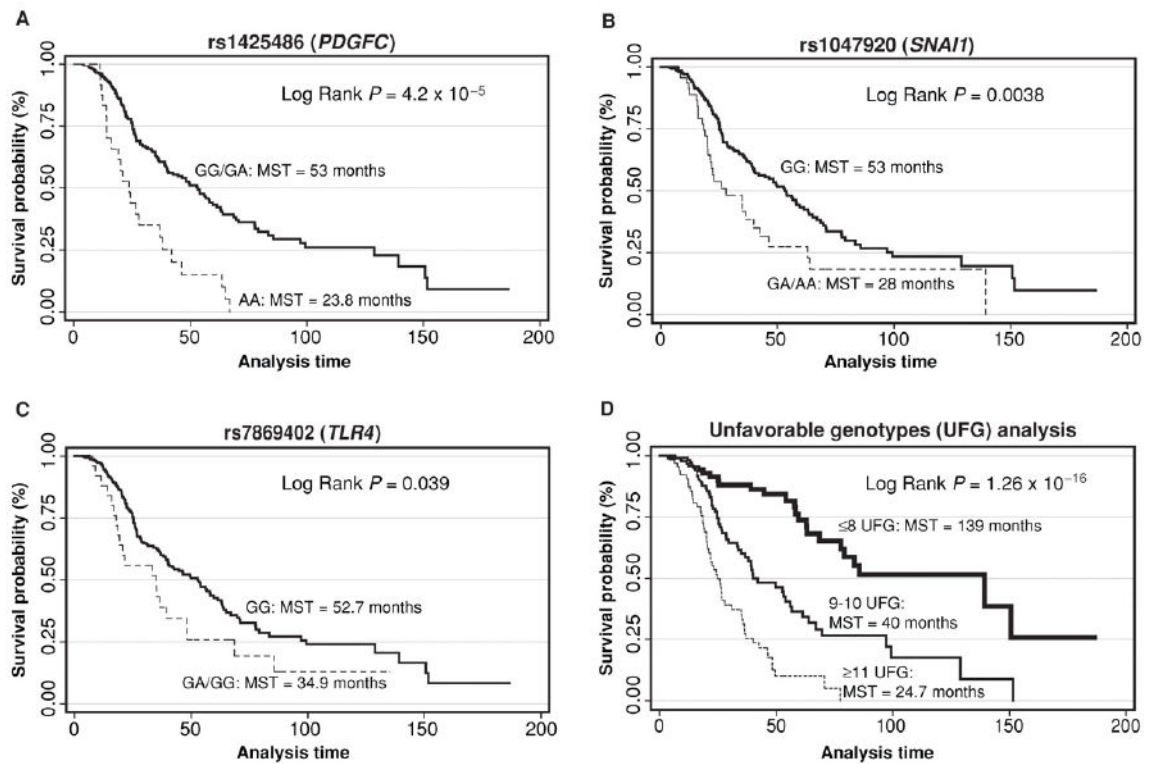 A
rs1425486 (PDGFC)
Survival probability (%)
1.00
0.75
0.50
0.25
0.00
Log Rank P = 4.2 x 10⁻⁵
GG/GA: MST = 53 months
AA: MST = 23.8 months
0 50 100 150 200
Analysis time
B
rs1047920 (SNAI1)
Survival probability (%)
1.00
0.75
0.50
0.25
0.00
Log Rank P = 0.0038
GG: MST = 53 months
GA/AA: MST = 28 months
0 50 100 150 200
Analysis time
C
rs7869402 (TLR4)
Survival probability (%)
1.00
0.75
0.50
0.25
0.00
Log Rank P = 0.039
GG: MST = 52.7 months
GA/GG: MST = 34.9 months
0 50 100 150 200
Analysis time
D
Unfavorable genotypes (UFG) analysis
Survival probability (%)
1.00
0.75
0.50
0.25
0.00
Log Rank P = 1.26 x 10⁻¹⁶
≤8 UFG: MST = 139 months
9-10 UFG:
MST = 40 months
≥11 UFG:
MST = 24.7 months
0 50 100 150 200
Analysis time